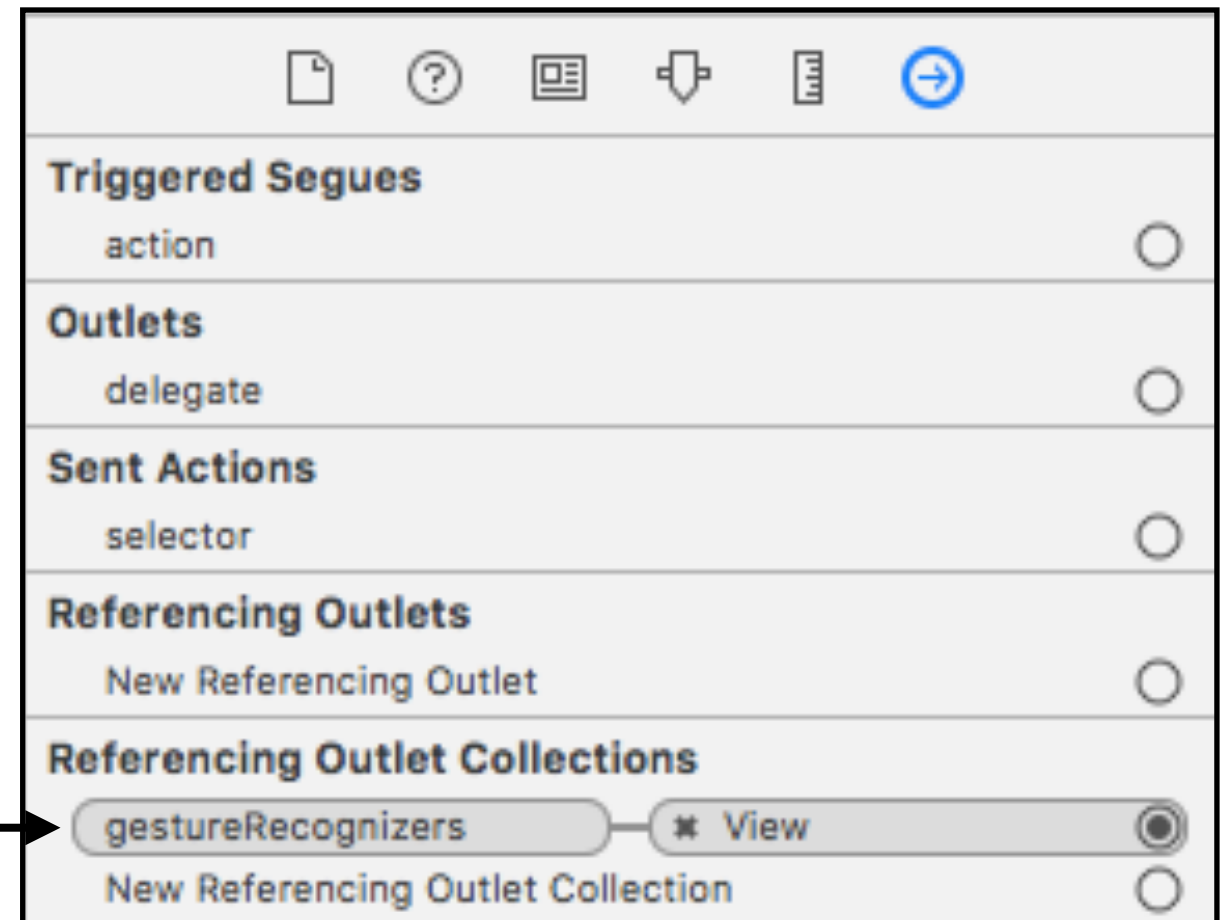 Triggered Segues
action
Outlets
delegate
Sent Actions
selector
Referencing Outlets
New Referencing Outlet
Referencing Outlet Collections
gestureRecognizers View
New Referencing Outlet Collection